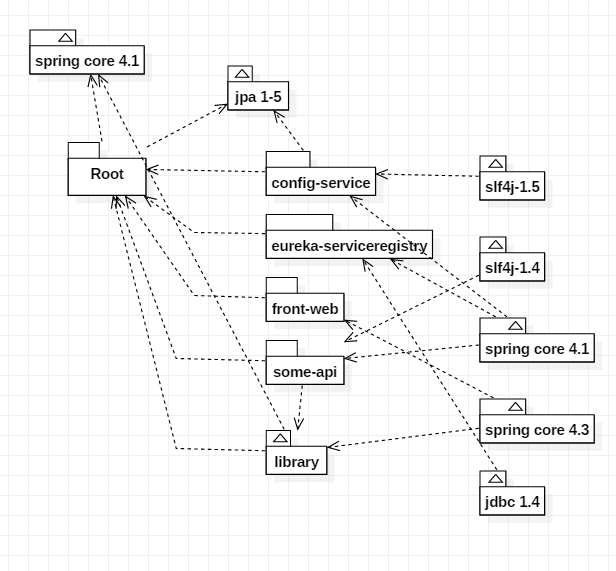 spring core 4.1
jpa 1-5
Root
config-service
slf4j-1.5
eureka-serviceregistry
slf4j-1.4
front-web
spring core 4.1
some-api
spring core 4.3
library
jdbc 1.4